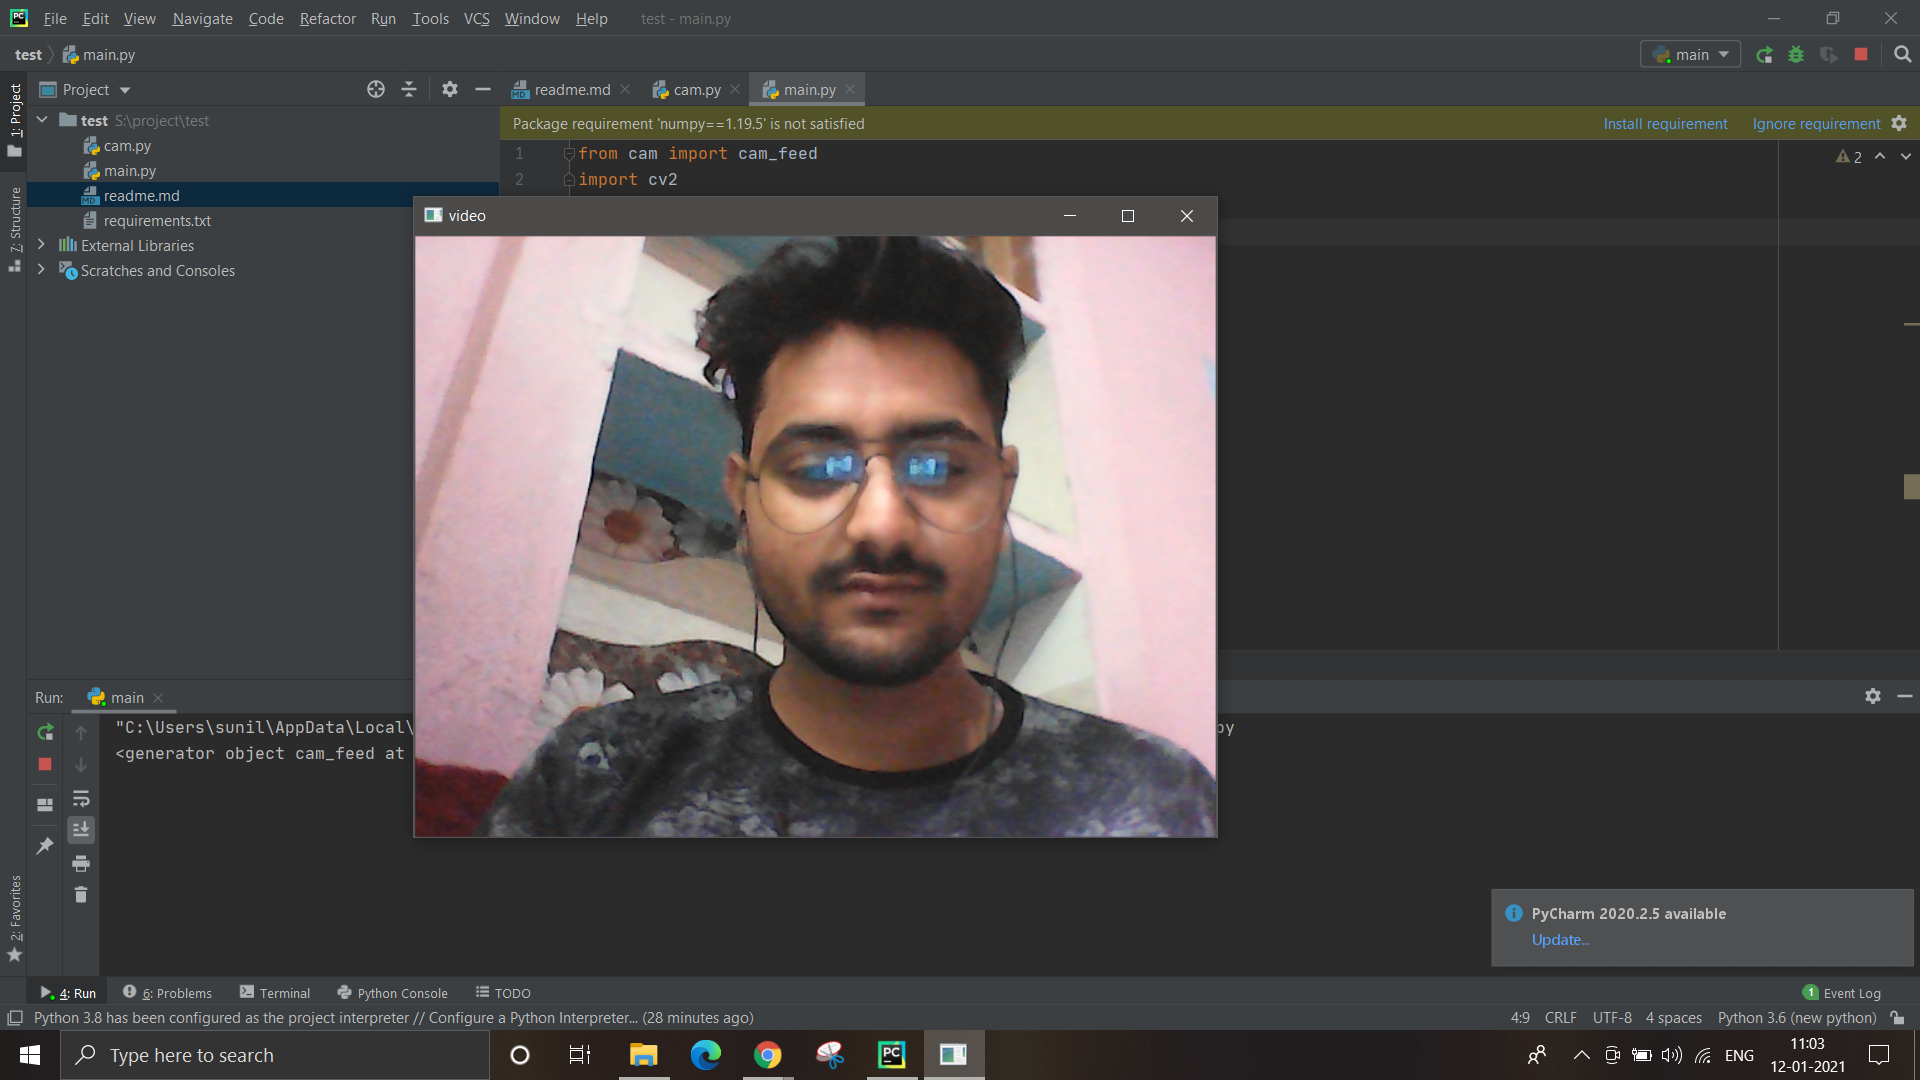 File Edit View Navigate Code Refactor Run Tools VCS Window Help test - main.py
test main.py main
1: Project
Project readme.md cam.py main.py
test S:\project\test
Package requirement 'numpy==1.19.5' is not satisfied Install requirement Ignore requirement
cam.py
main.py
readme.md
requirements.txt
External Libraries
Scratches and Consoles
7: Structure
1 from cam import cam_feed
2 import cv2
2
video
Run: main
"C:\Users\sunil\AppData\Local\
py
<generator object cam_feed at
2: Favorites
PyCharm 2020.2.5 available
Update...
4: Run 6: Problems Terminal Python Console TODO 1 Event Log
Python 3.8 has been configured as the project interpreter // Configure a Python Interpreter... (28 minutes ago) 4:9 CRLF UTF-8 4 spaces Python 3.6 (new python)
Type here to search ENG 11:03
12-01-2021